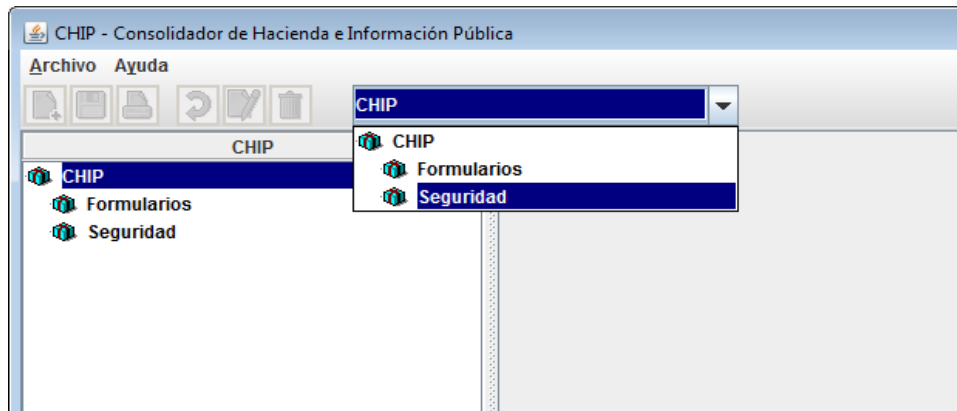 CHIP - Consolidador de Hacienda e Información Pública
Archivo Ayuda
CHIP
CHIP
CHIP
Formularios
Seguridad
CHIP
Formularios
Seguridad